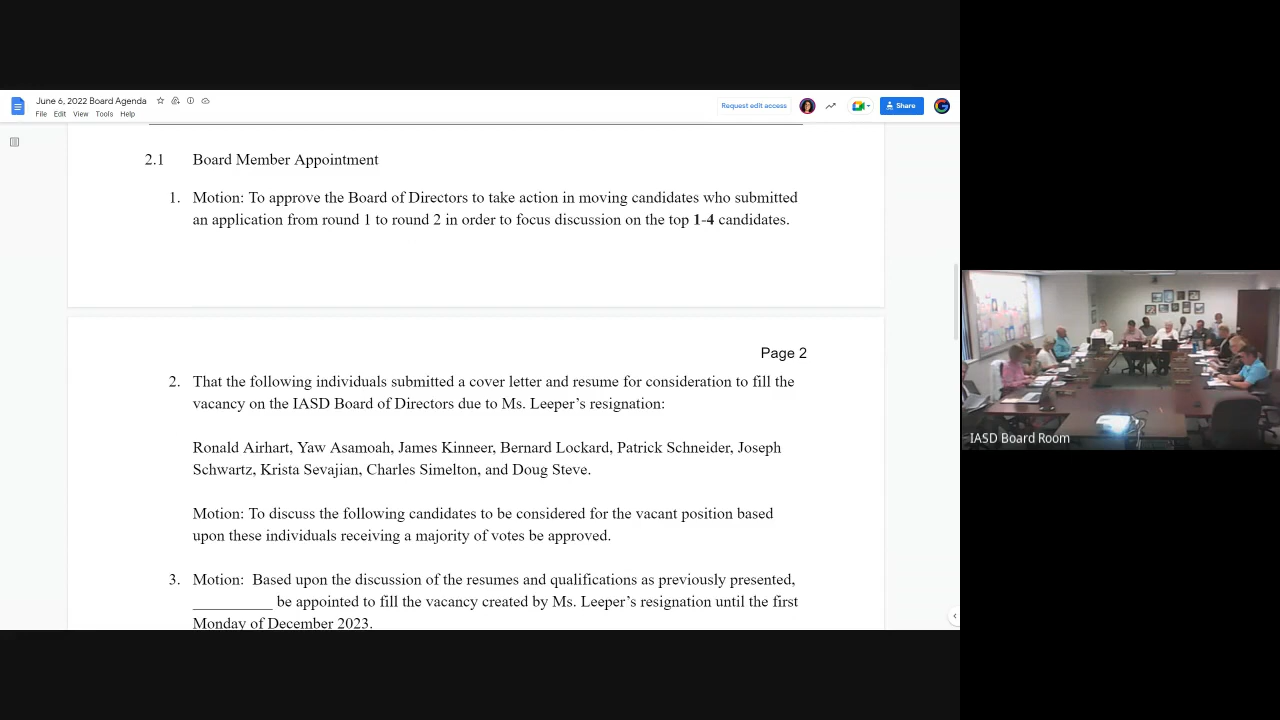 June 6, 2022 Board Agenda
File Edit View Tools Help
Request edit access
Share
2.1 Board Member Appointment
1. Motion: To approve the Board of Directors to take action in moving candidates who submitted
an application from round 1 to round 2 in order to focus discussion on the top 1-4 candidates.
Page 2
2. That the following individuals submitted a cover letter and resume for consideration to fill the
vacancy on the IASD Board of Directors due to Ms. Leeper's resignation:
Ronald Airhart, Yaw Asamoah, James Kinneer, Bernard Lockard, Patrick Schneider, Joseph
Schwartz, Krista Sevajian, Charles Simelton, and Doug Steve.
Motion: To discuss the following candidates to be considered for the vacant position based
upon these individuals receiving a majority of votes be approved.
3. Motion: Based upon the discussion of the resumes and qualifications as previously presented,
__________ be appointed to fill the vacancy created by Ms. Leeper's resignation until the first
Monday of December 2023.
IASD Board Room